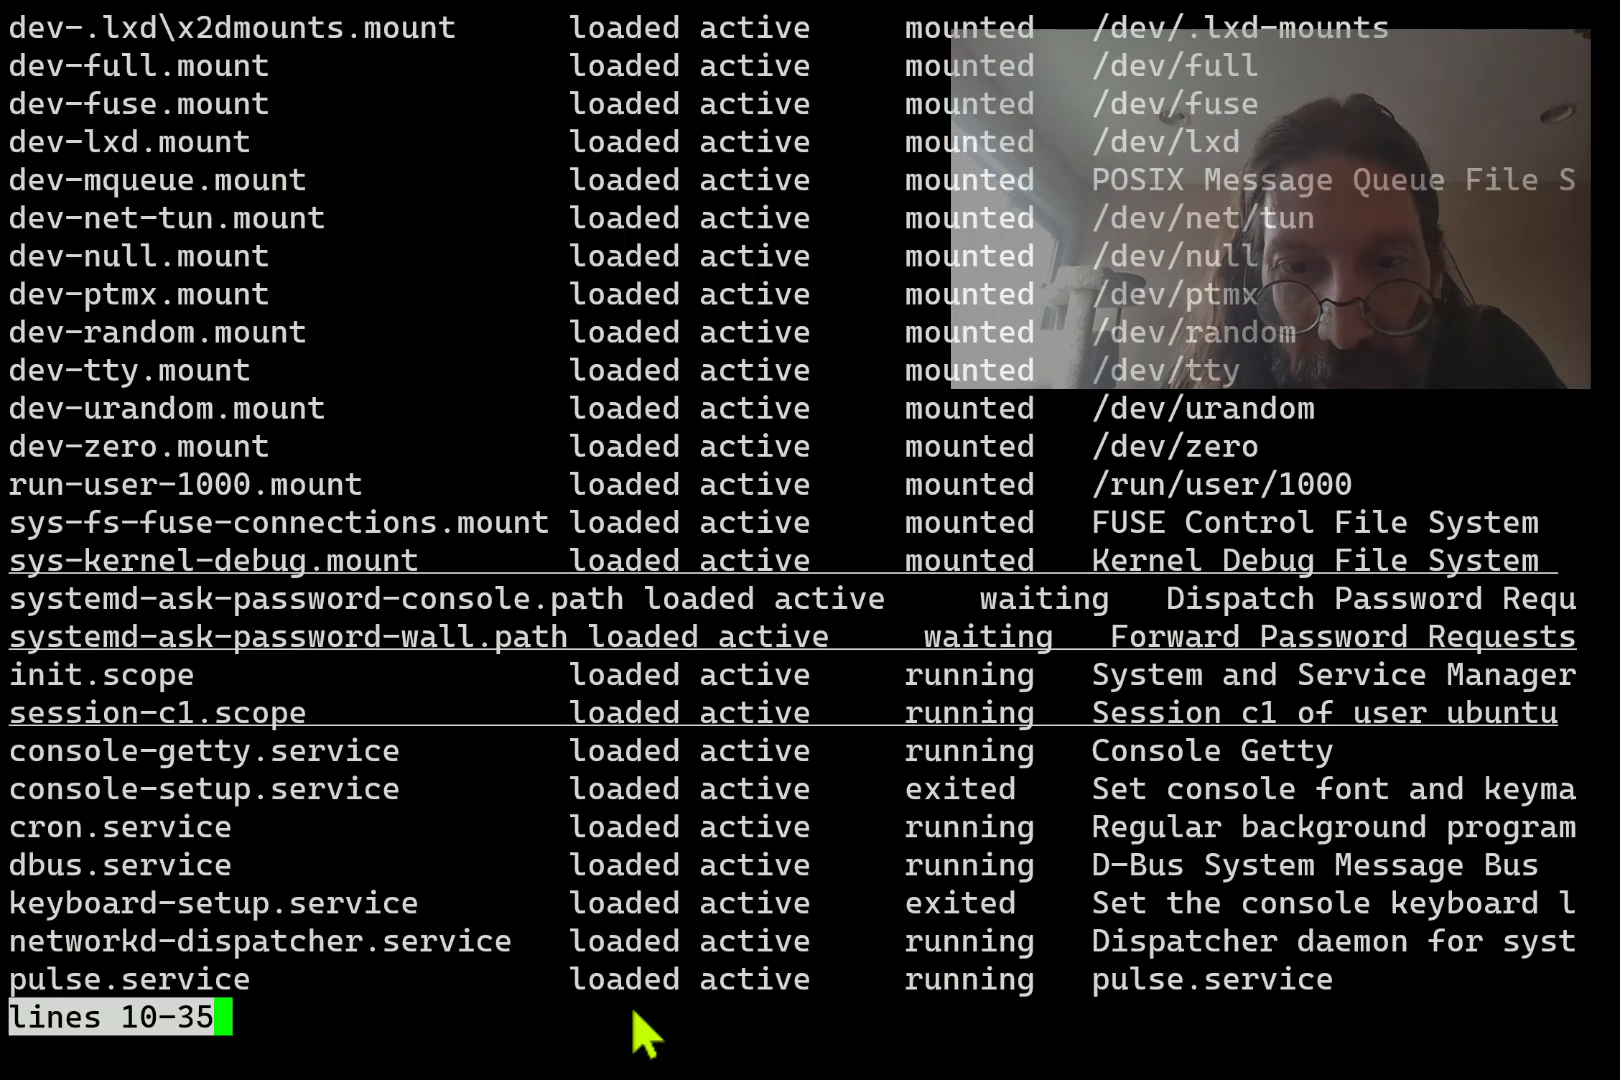 dev-.lxd\x2dmounts.mount loaded active mounted /dev/.lxd-mounts
dev-full.mount loaded active mounted /dev/full
dev-fuse.mount loaded active mounted /dev/fuse
dev-lxd.mount loaded active mounted /dev/lxd
dev-mqueue.mount loaded active mounted POSIX Message Queue File S
dev-net-tun.mount loaded active mounted /dev/net/tun
dev-null.mount loaded active mounted /dev/null
dev-ptmx.mount loaded active mounted /dev/ptmx
dev-random.mount loaded active mounted /dev/random
dev-tty.mount loaded active mounted /dev/tty
dev-urandom.mount loaded active mounted /dev/urandom
dev-zero.mount loaded active mounted /dev/zero
run-user-1000.mount loaded active mounted /run/user/1000
sys-fs-fuse-connections.mount loaded active mounted FUSE Control File System
sys-kernel-debug.mount loaded active mounted Kernel Debug File System
systemd-ask-password-console.path loaded active waiting Dispatch Password Requ
systemd-ask-password-wall.path loaded active waiting Forward Password Requests
init.scope loaded active running System and Service Manager
session-c1.scope loaded active running Session c1 of user ubuntu
console-getty.service loaded active running Console Getty
console-setup.service loaded active exited Set console font and keyma
cron.service loaded active running Regular background program
dbus.service loaded active running D-Bus System Message Bus
keyboard-setup.service loaded active exited Set the console keyboard l
networkd-dispatcher.service loaded active running Dispatcher daemon for syst
pulse.service loaded active running pulse.service
lines 10-35